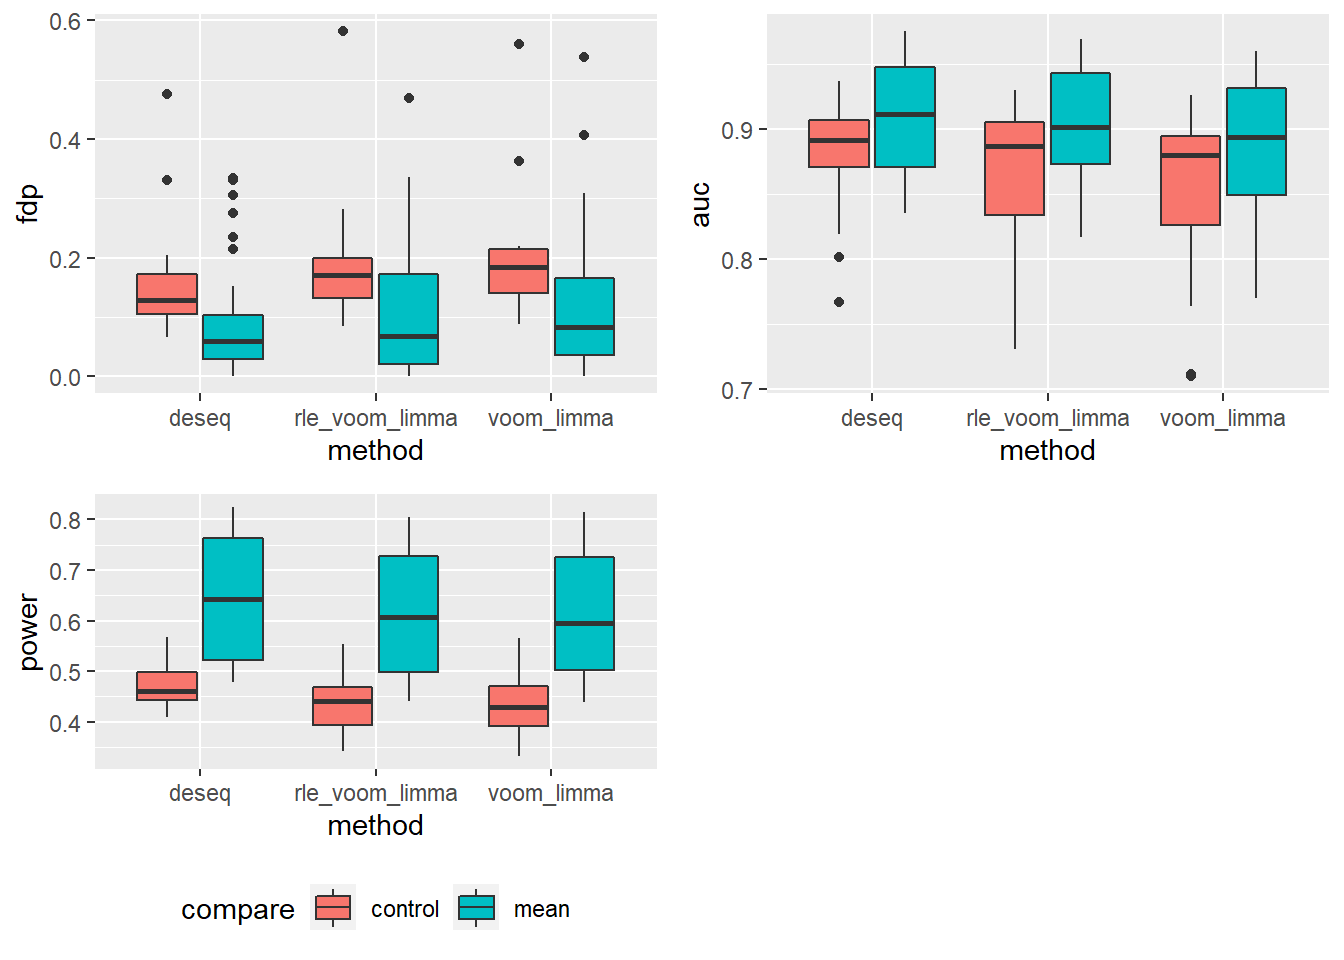 fdp
0.6
0.4
0.2
0.0
deseq rle_voom_limma voom_limma
method
auc
0.9
0.8
0.7
deseq rle_voom_limma voom_limma
method
power
0.8
0.7
0.6
0.5
0.4
deseq rle_voom_limma voom_limma
method
compare control mean